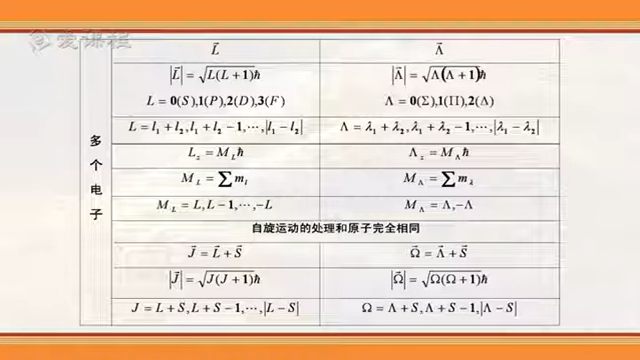 爱课程
L⃗ Λ⃗
|L⃗| = √L(L+1)ħ |Λ⃗| = √Λ(Λ+1)ħ
L = 0(S),1(P),2(D),3(F) Λ = 0(Σ),1(Π),2(Δ)
L = l₁ + l₂, l₁ + l₂ − 1,⋯,|l₁ − l₂| Λ = λ₁ + λ₂, λ₁ + λ₂ − 1,⋯,|λ₁ − λ₂|
多个电子
L_z = M_L ħ Λ_z = M_Λ ħ
M_L = ∑ m_l M_Λ = ∑ m_λ
M_L = L, L − 1,⋯,−L M_Λ = Λ,−Λ
自旋运动的处理和原子完全相同
J⃗ = L⃗ + S⃗ Ω⃗ = Λ⃗ + S⃗
|J⃗| = √J(J+1)ħ |Ω⃗| = √Ω(Ω+1)ħ
J = L + S, L + S − 1,⋯,|L − S| Ω = Λ + S, Λ + S − 1,|Λ − S|